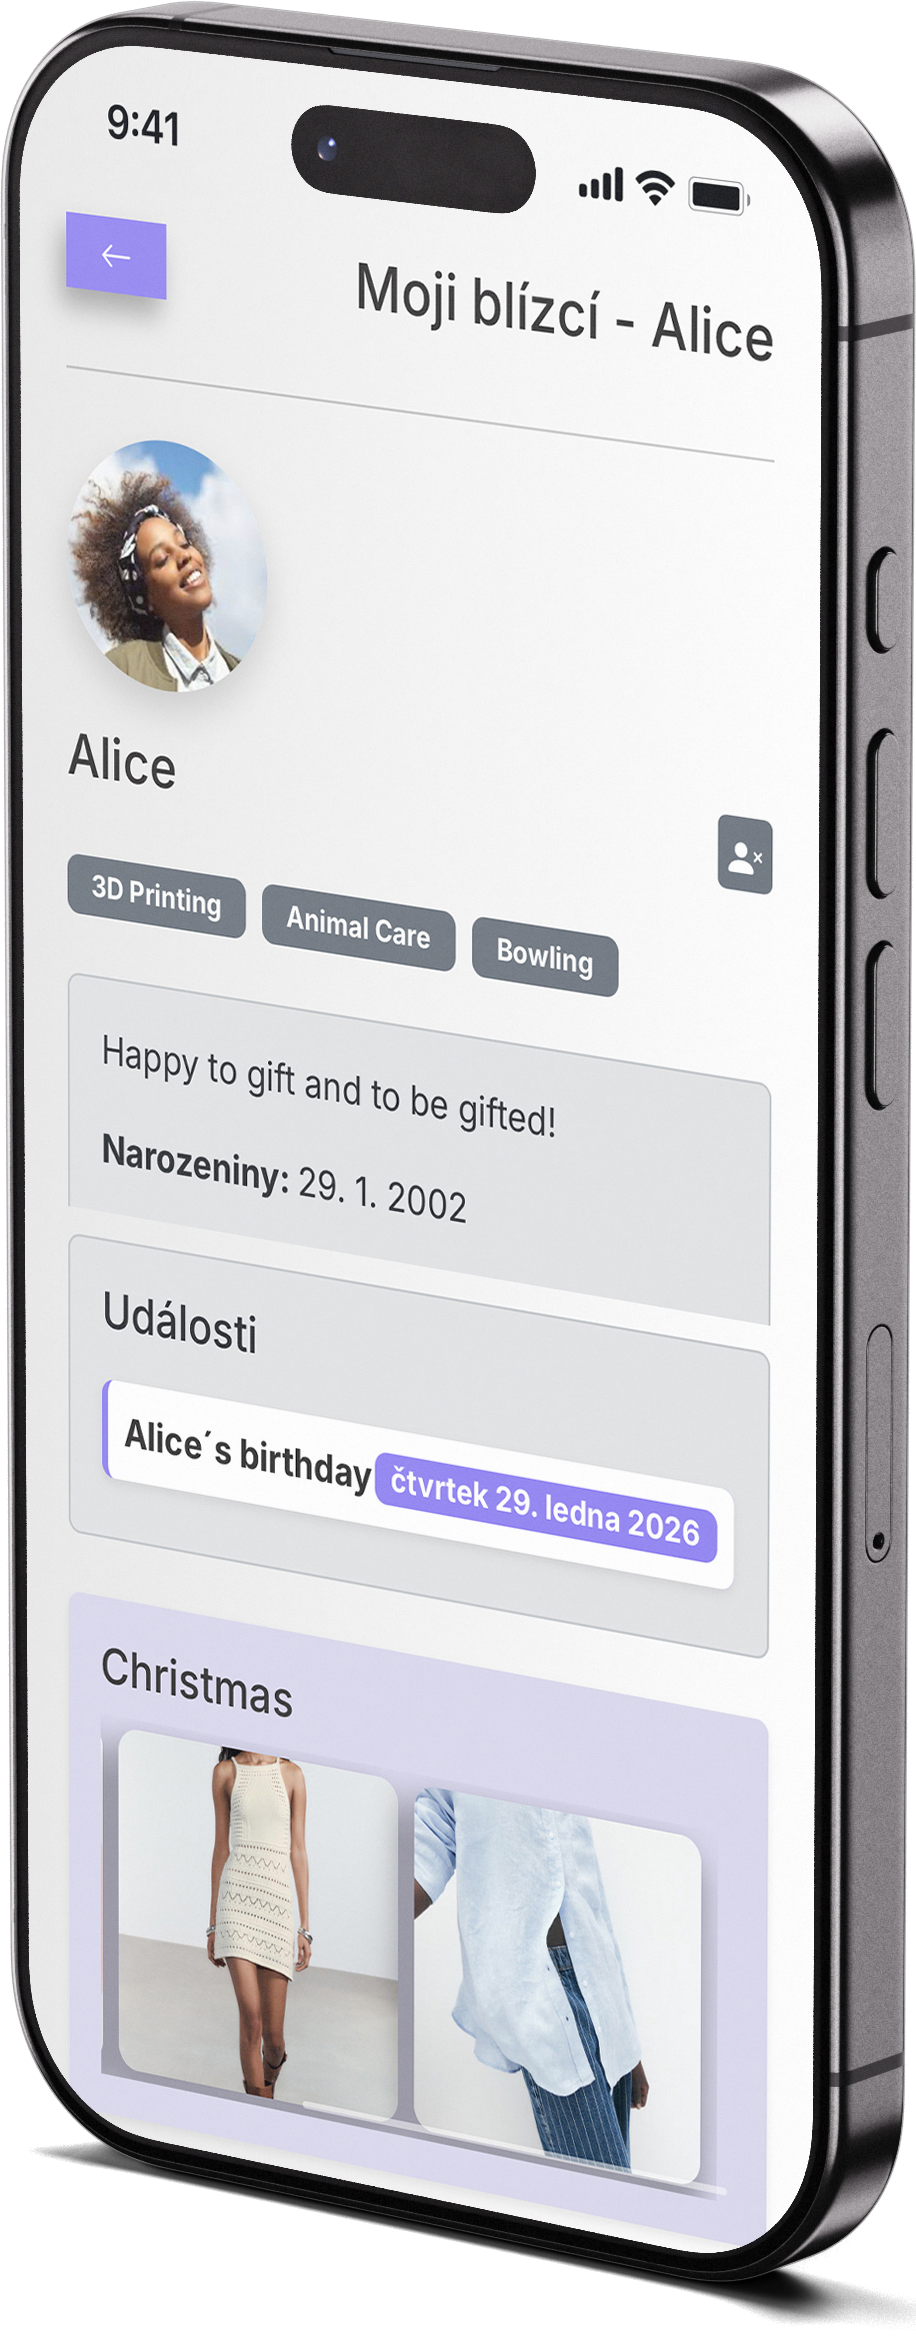 9:41
Moji blízcí - Alice
Alice
3D Printing
Animal Care
Bowling
Happy to gift and to be gifted!
Narozeniny: 29. 1. 2002
Události
Alice´s birthday čtvrtek 29. ledna 2026
Christmas